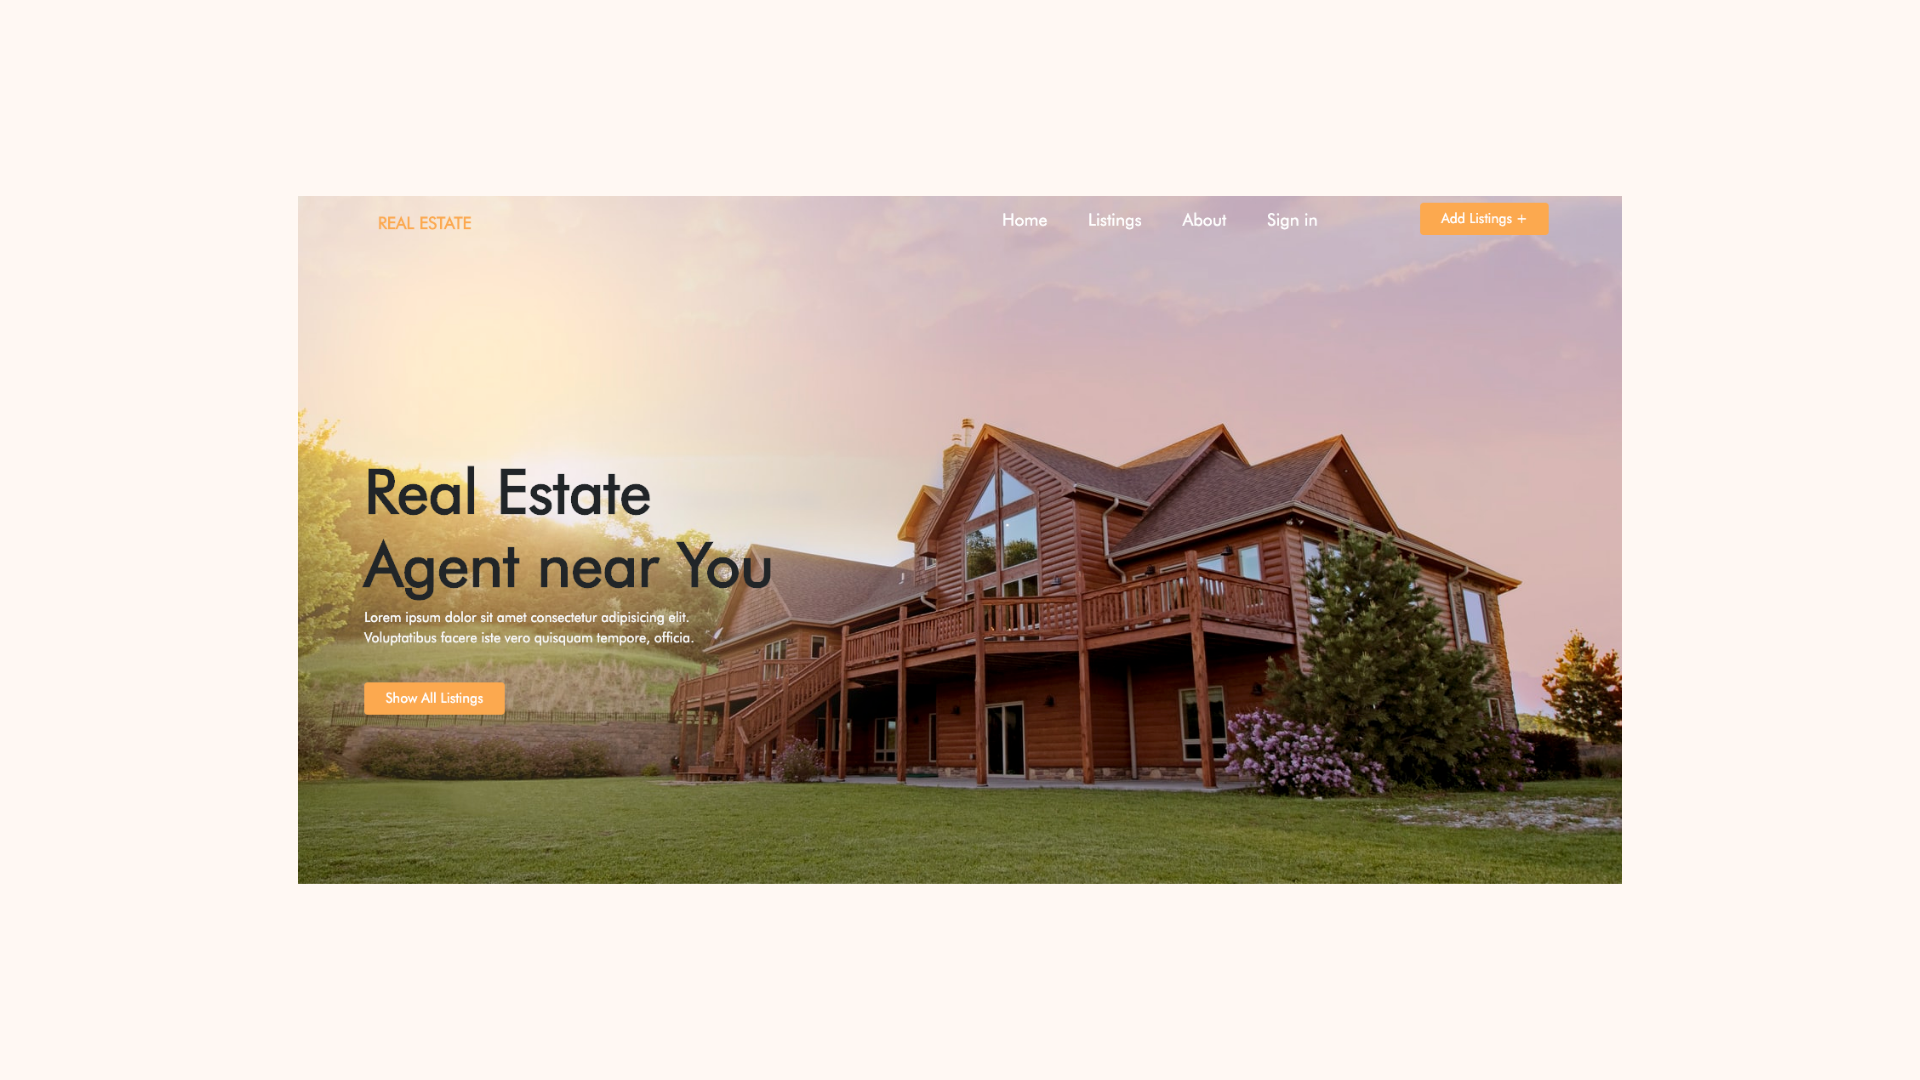 REAL ESTATE
Home Listings About Sign in Add Listings +
Real Estate
Agent near You
Lorem ipsum dolor sit amet consectetur adipisicing elit.
Voluptatibus facere iste vero quisquam tempore, officia.
Show All Listings